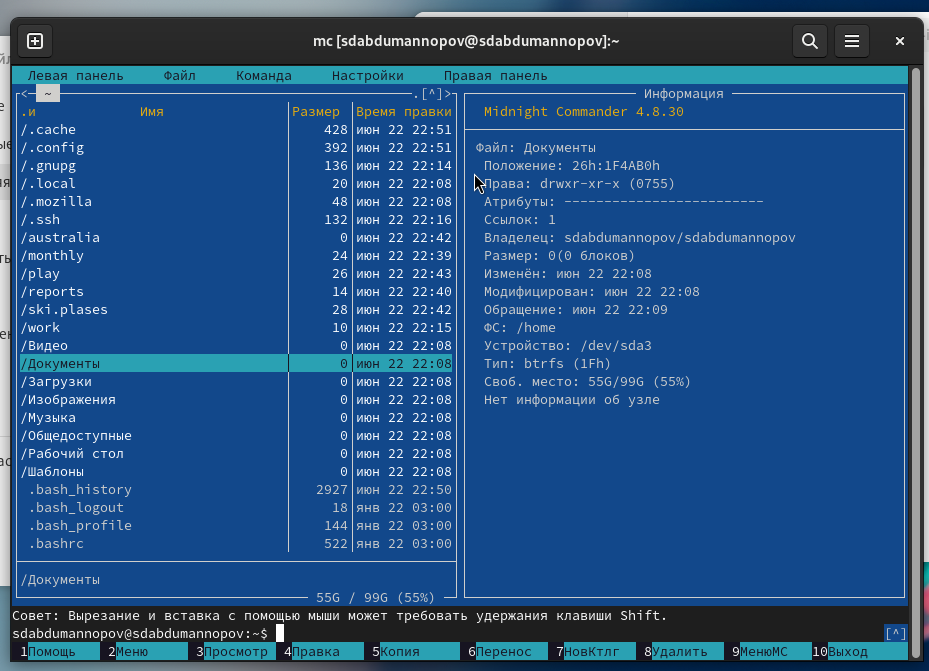 mc [sdabdumannopov@sdabdumannopov]:~
Левая панель Файл Команда Настройки Правая панель
<- ~ .[^]>
.и Имя Размер Время правки
/.cache 428 июн 22 22:51
/.config 392 июн 22 22:51
/.gnupg 136 июн 22 22:14
/.local 20 июн 22 22:08
/.mozilla 48 июн 22 22:08
/.ssh 132 июн 22 22:16
/australia 0 июн 22 22:42
/monthly 24 июн 22 22:39
/play 26 июн 22 22:43
/reports 14 июн 22 22:40
/ski.plases 28 июн 22 22:42
/work 10 июн 22 22:15
/Видео 0 июн 22 22:08
/Документы 0 июн 22 22:08
/Загрузки 0 июн 22 22:08
/Изображения 0 июн 22 22:08
/Музыка 0 июн 22 22:08
/Общедоступные 0 июн 22 22:08
/Рабочий стол 0 июн 22 22:08
/Шаблоны 0 июн 22 22:08
.bash_history 2927 июн 22 22:50
.bash_logout 18 янв 22 03:00
.bash_profile 144 янв 22 03:00
.bashrc 522 янв 22 03:00
/Документы
55G / 99G (55%)
Информация
Midnight Commander 4.8.30
Файл: Документы
Положение: 26h:1F4AB0h
Права: drwxr-xr-x (0755)
Атрибуты: -------------------------
Ссылок: 1
Владелец: sdabdumannopov/sdabdumannopov
Размер: 0(0 блоков)
Изменён: июн 22 22:08
Модифицирован: июн 22 22:08
Обращение: июн 22 22:09
ФС: /home
Устройство: /dev/sda3
Тип: btrfs (1Fh)
Своб. место: 55G/99G (55%)
Нет информации об узле
Совет: Вырезание и вставка с помощью мыши может требовать удержания клавиши Shift.
sdabdumannopov@sdabdumannopov:~$ [^]
1Помощь 2Меню 3Просмотр 4Правка 5Копия 6Перенос 7НовКтлг 8Удалить 9МенюMC 10Выход